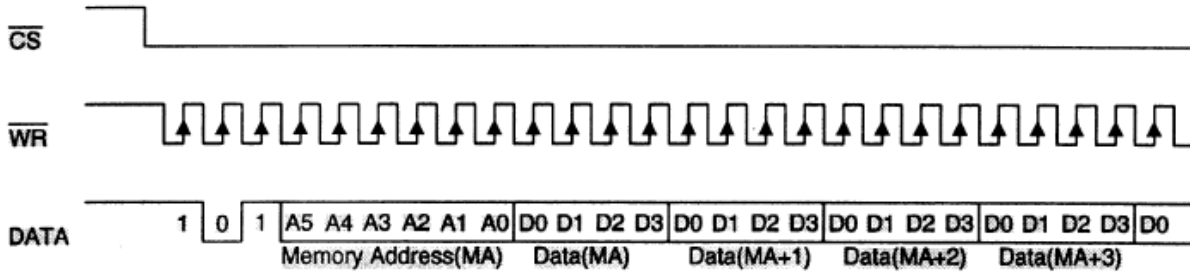 CS
WR
DATA 1 0 1 A5 A4 A3 A2 A1 A0 D0 D1 D2 D3 D0 D1 D2 D3 D0 D1 D2 D3 D0 D1 D2 D3 D0
Memory Address(MA) Data(MA) Data(MA+1) Data(MA+2) Data(MA+3)